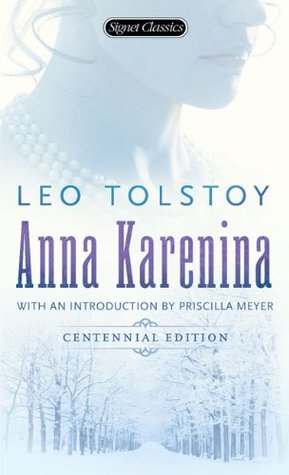 Signet Classics
LEO TOLSTOY
Anna Karenina
WITH AN INTRODUCTION BY PRISCILLA MEYER
CENTENNIAL EDITION